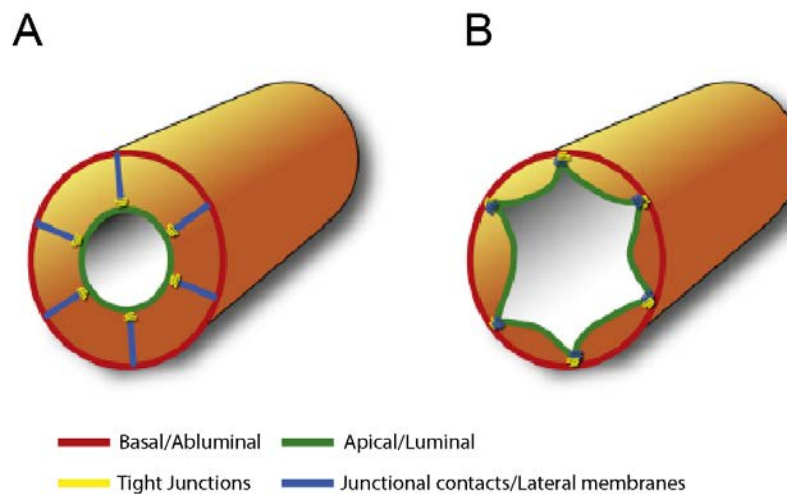 A
B
Basal/Abluminal
Apical/Luminal
Tight Junctions
Junctional contacts/Lateral membranes